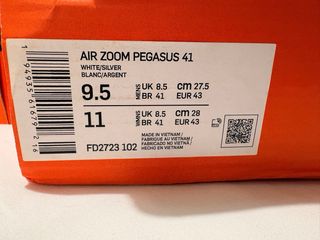 AIR ZOOM PEGASUS 41
WHITE/SILVER
BLANC/ARGENT
9.5 MENS UK 8.5 cm 27.5
BR 41 EUR 43
11 WMNS UK 8.5 cm 28
BR 41 EUR 43
MADE IN VIETNAM /
FABRIQUE AU VIETNAM /
FABRICADO NO VIETNÃ /
HECHO EN VIETNAM
FD2723 102